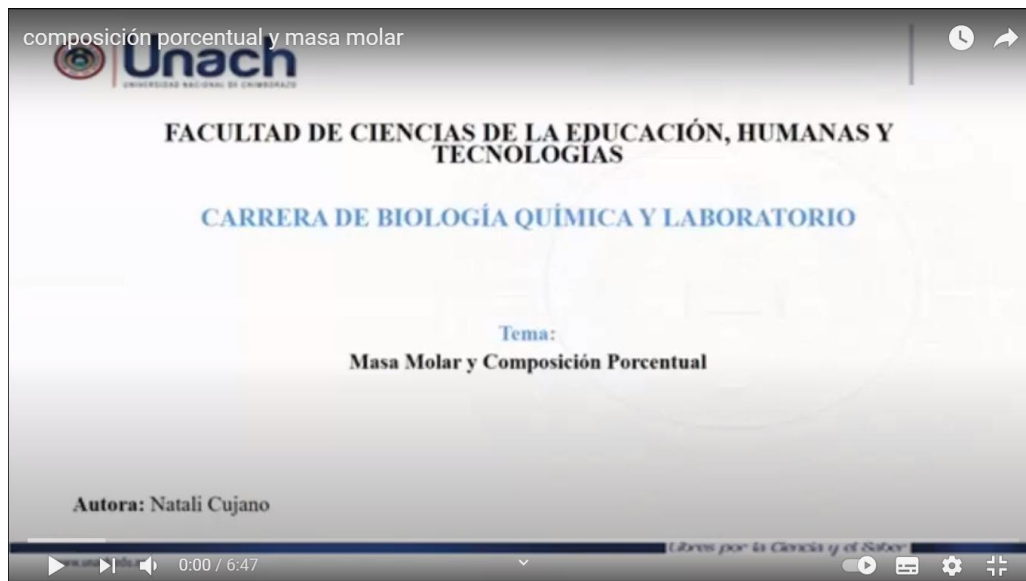 composición porcentual y masa molar
Unach
UNIVERSIDAD NACIONAL DE CHIMBORAZO
FACULTAD DE CIENCIAS DE LA EDUCACIÓN, HUMANAS Y
TECNOLOGÍAS
CARRERA DE BIOLOGÍA QUÍMICA Y LABORATORIO
Tema:
Masa Molar y Composición Porcentual
Autora: Natali Cujano
Libres por la Ciencia y el Saber
0:00 / 6:47